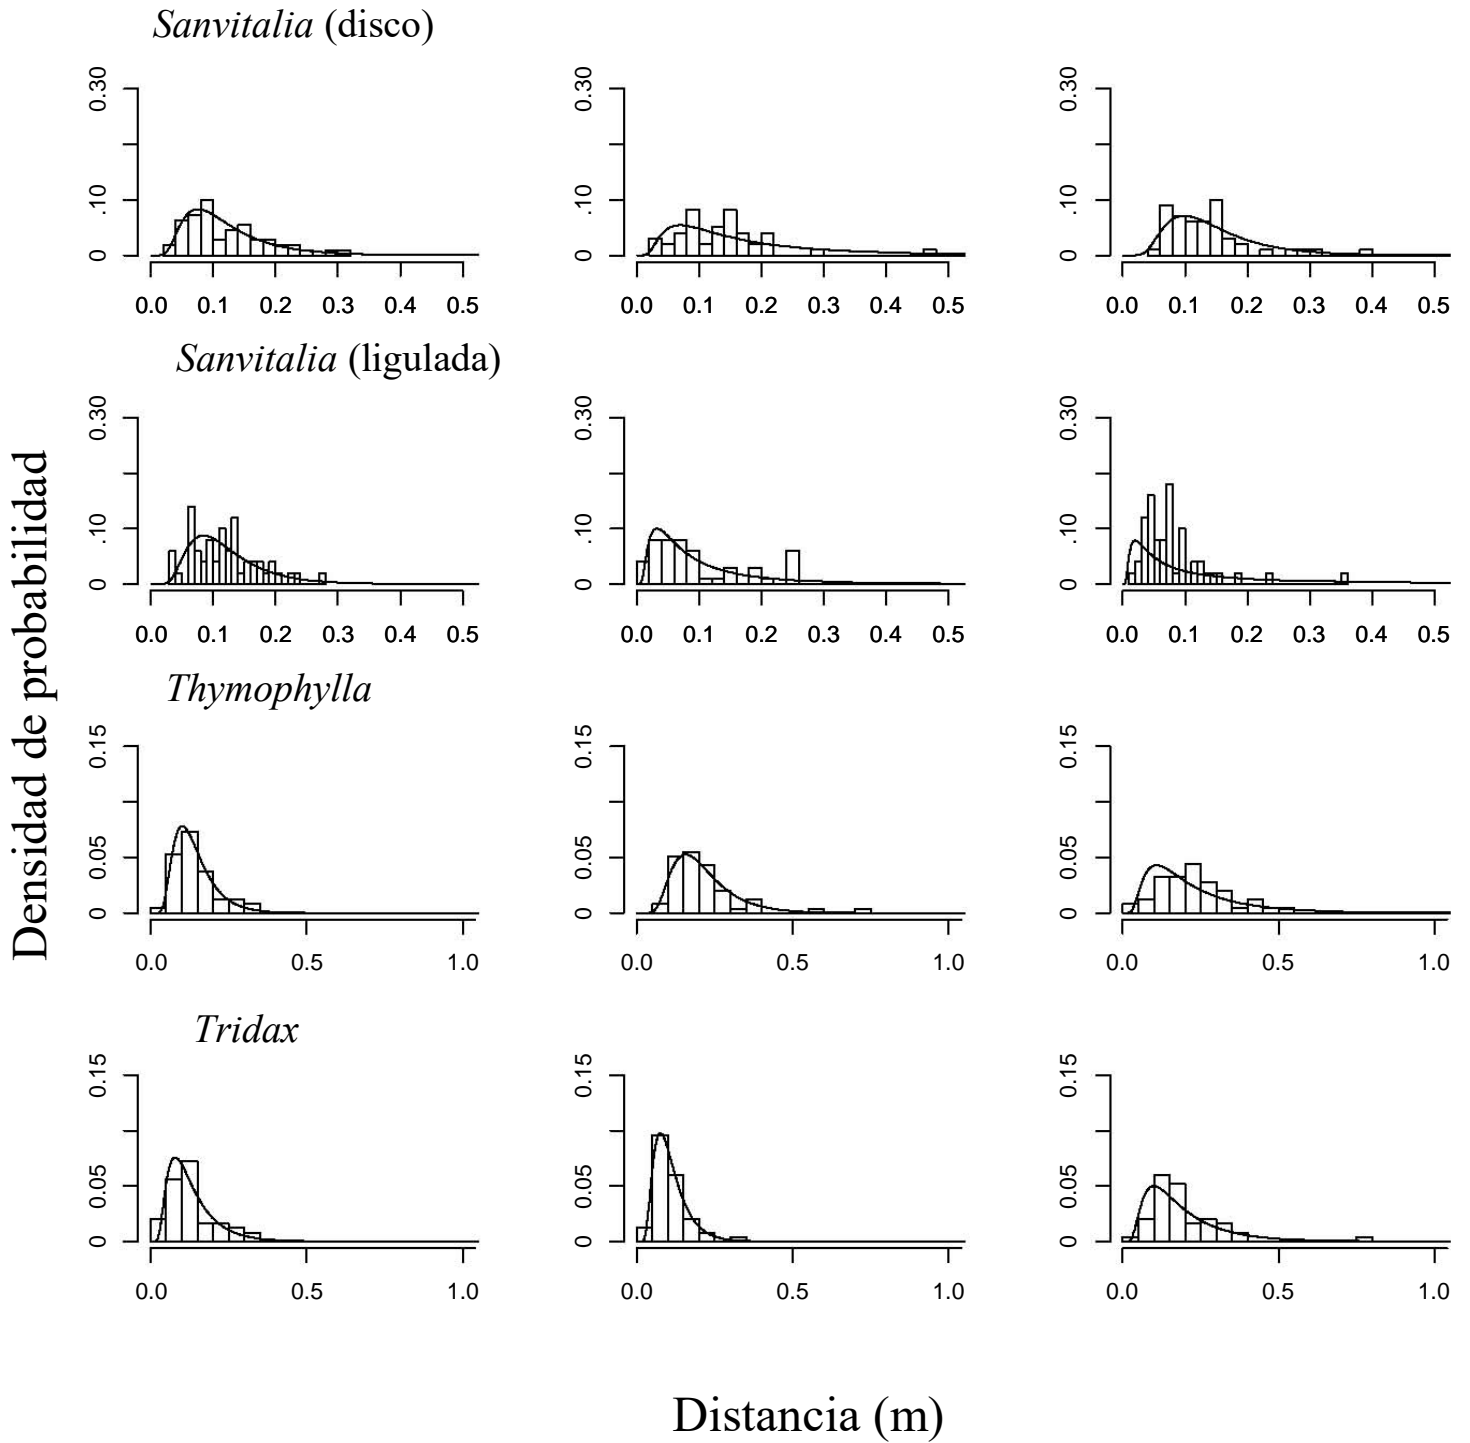 Sanvitalia (disco)
0.30 .10 0 0.30 .10 0 0.30 .10 0
0.0 0.1 0.2 0.3 0.5 0.0 0.1 0.2 0.3 0.4 0.5 0.0 0.1 0.2 0.3 0.4 0.5
Sanvitalia (ligulada)
0.30 .10 0 0.30 .10 0 0.30 .10 0
0.0 0.1 0.2 0.3 0.5 0.0 0.1 0.2 0.3 0.4 0.5 0.0 0.1 0.2 0.3 0.4 0.5
Densidad de probabilidad
Thymophylla
0.15 0.05 0 0.15 0.05 0 0.15 0.05 0
0.0 0.5 1.0 0.0 0.5 1.0 0.0 0.5 1.0
Tridax
0.15 0.05 0 0.15 0.05 0 0.15 0.05 0
0.0 0.5 1.0 0.0 0.5 1.0 0.0 0.5 1.0
Distancia (m)